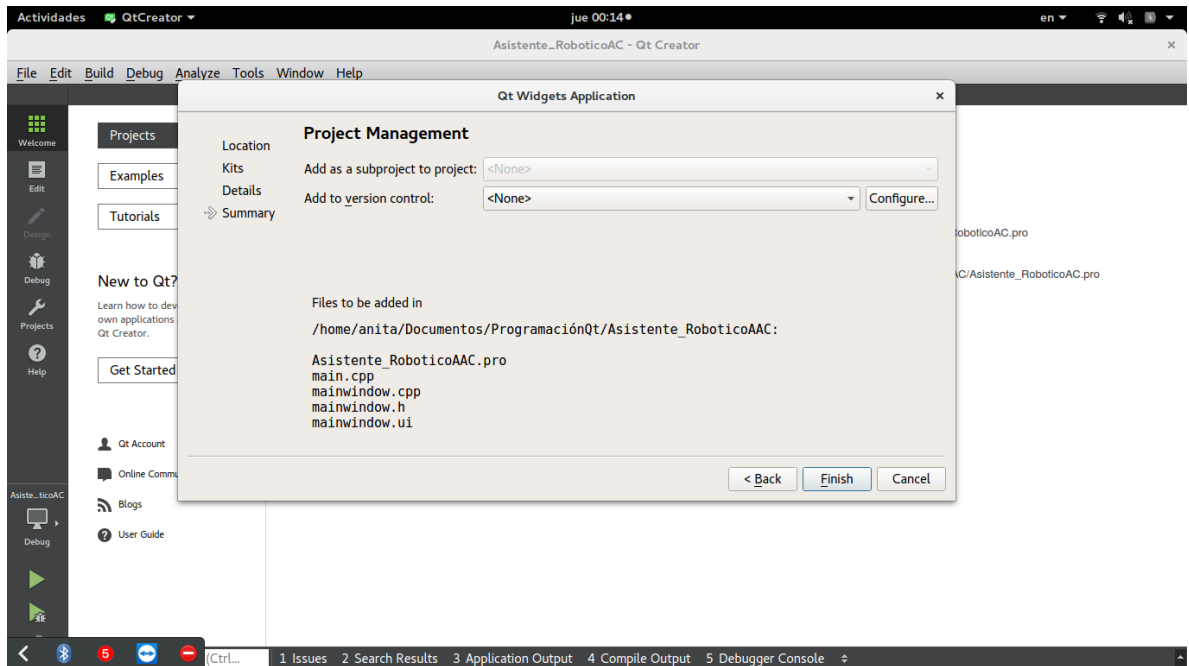 Actividades QtCreator jue 00:14 en
Asistente_RoboticoAC - Qt Creator
File Edit Build Debug Analyze Tools Window Help
Qt Widgets Application
Welcome
Edit
Design
Debug
Projects
Help
Asiste...ticoAC
Debug
Projects
Examples
Tutorials
New to Qt?
Learn how to dev
own applications
Qt Creator.
Get Started
Qt Account
Online Commu
Blogs
User Guide
Location
Kits
Details
Summary
Project Management
Add as a subproject to project: <None>
Add to version control: <None> Configure...
Files to be added in
/home/anita/Documentos/ProgramaciónQt/Asistente_RoboticoAAC:
Asistente_RoboticoAAC.pro
main.cpp
mainwindow.cpp
mainwindow.h
mainwindow.ui
< Back Finish Cancel
oboticoAC.pro
AC/Asistente_RoboticoAC.pro
5
(Ctrl... 1 Issues 2 Search Results 3 Application Output 4 Compile Output 5 Debugger Console